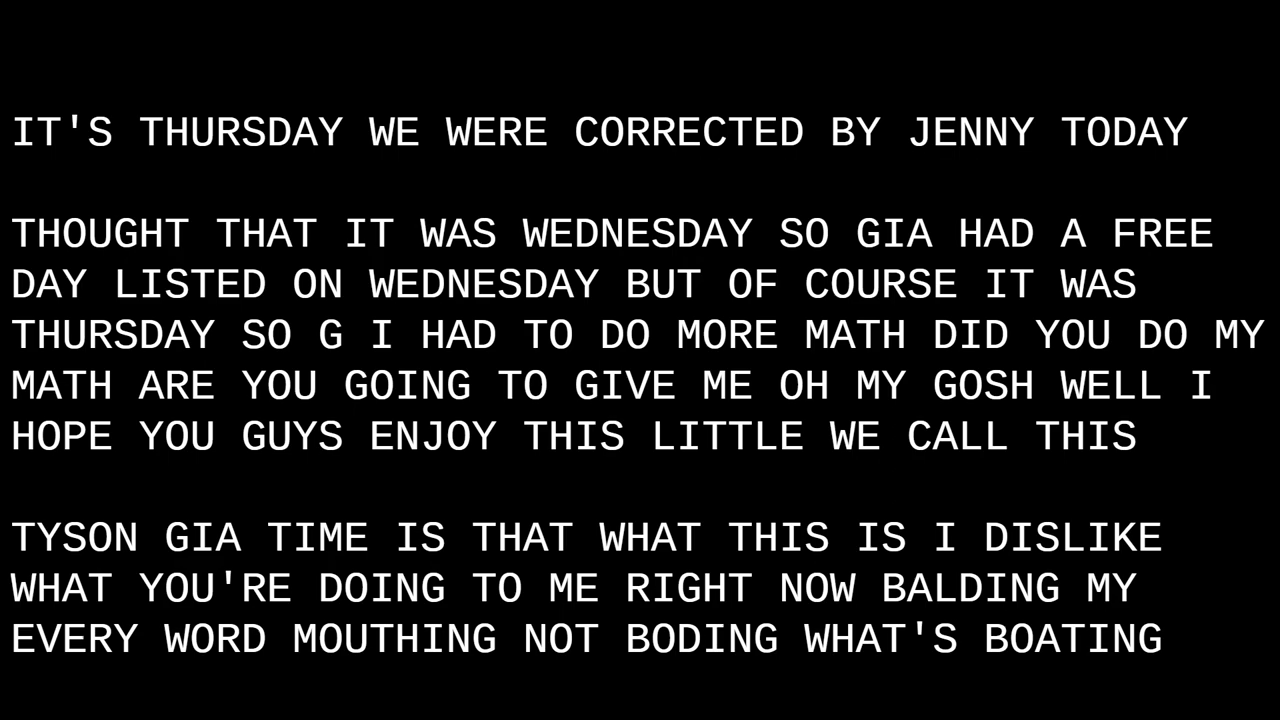 IT'S THURSDAY WE WERE CORRECTED BY JENNY TODAY
THOUGHT THAT IT WAS WEDNESDAY SO GIA HAD A FREE
DAY LISTED ON WEDNESDAY BUT OF COURSE IT WAS
THURSDAY SO G I HAD TO DO MORE MATH DID YOU DO MY
MATH ARE YOU GOING TO GIVE ME OH MY GOSH WELL I
HOPE YOU GUYS ENJOY THIS LITTLE WE CALL THIS
TYSON GIA TIME IS THAT WHAT THIS IS I DISLIKE
WHAT YOU'RE DOING TO ME RIGHT NOW BALDING MY
EVERY WORD MOUTHING NOT BODING WHAT'S BOATING